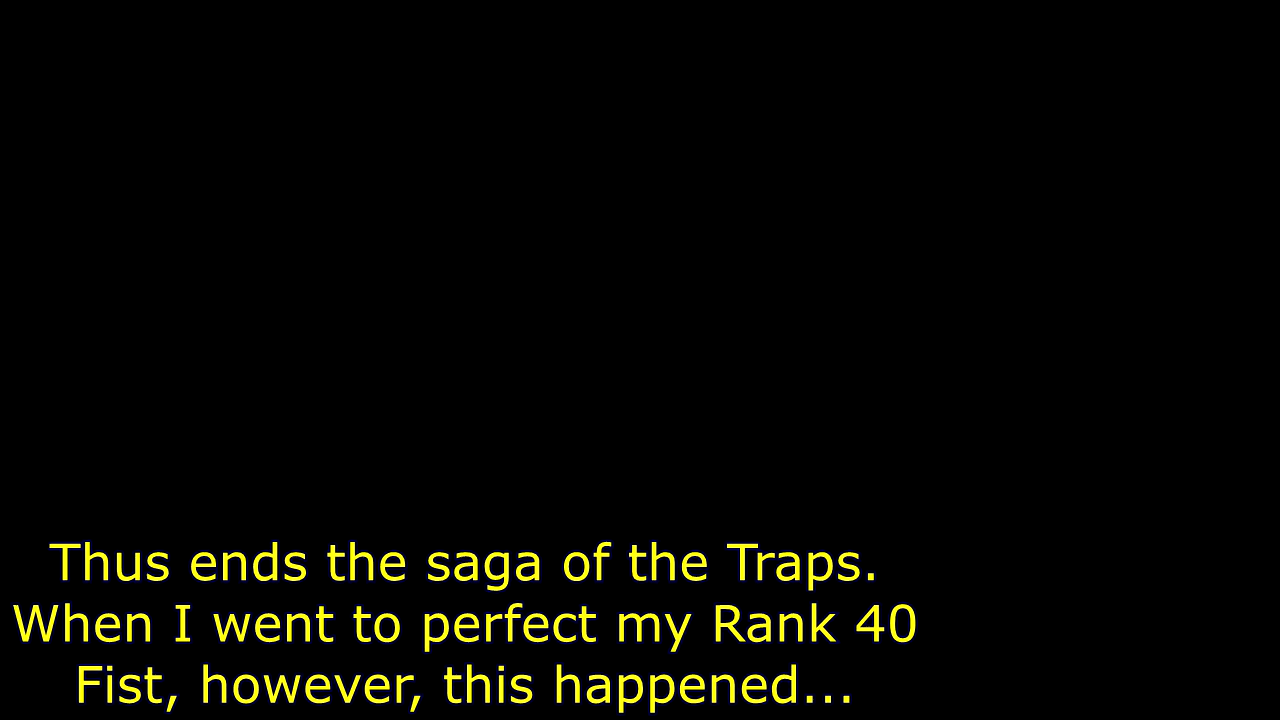 Thus ends the saga of the Traps.
When I went to perfect my Rank 40
Fist, however, this happened...